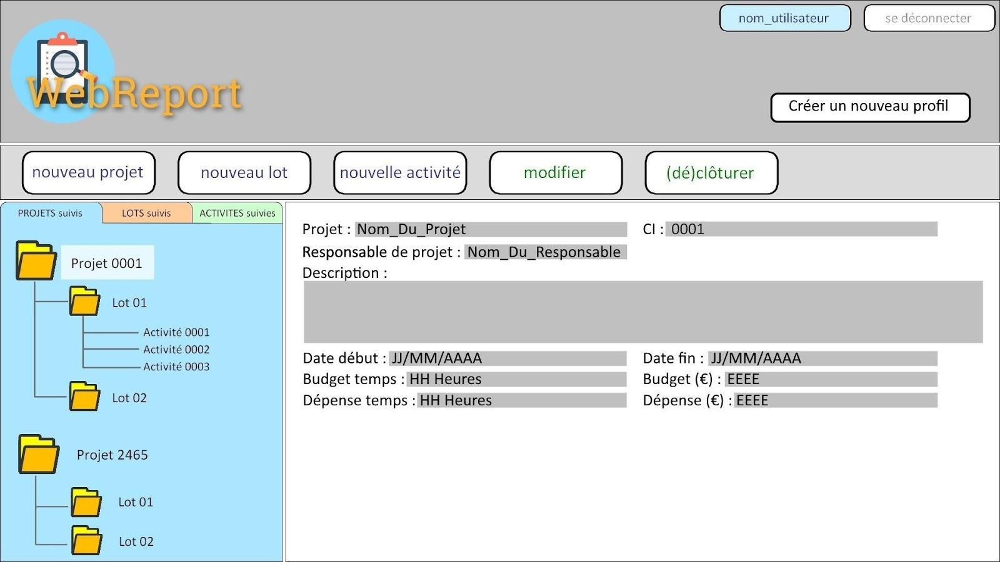 nom_utilisateur
se déconnecter
WebReport
Créer un nouveau profil
nouveau projet
nouveau lot
nouvelle activité
modifier
(dé)clôturer
PROJETS suivis
LOTS suivis
ACTIVITES suivies
Projet 0001
Lot 01
Activité 0001
Activité 0002
Activité 0003
Lot 02
Projet 2465
Lot 01
Lot 02
Projet : Nom_Du_Projet
CI : 0001
Responsable de projet : Nom_Du_Responsable
Description :
Date début : JJ/MM/AAAA
Date fin : JJ/MM/AAAA
Budget temps : HH Heures
Budget (€) : EEEE
Dépense temps : HH Heures
Dépense (€) : EEEE